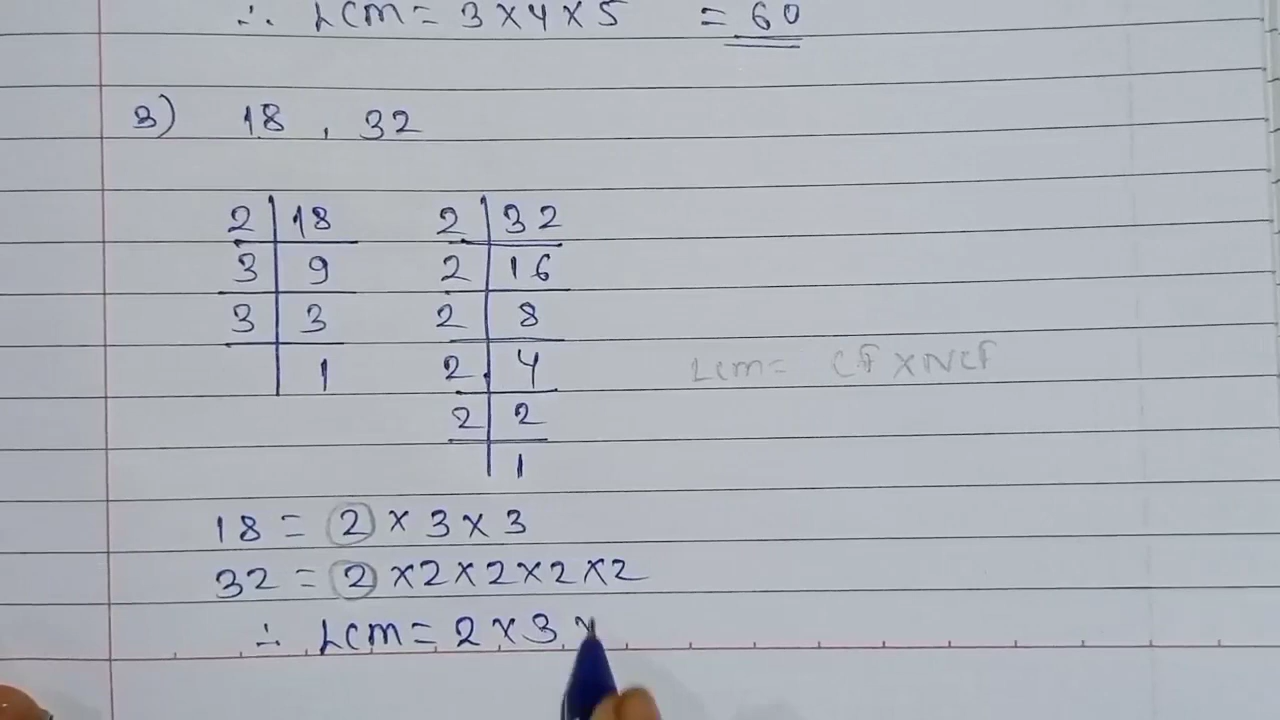 ∴ LCM = 3 × 4 × 5 = 60
3) 18 , 32
2 | 18 2 | 32
3 | 9 2 | 16
3 | 3 2 | 8
| 1 2 | 4
LCM = CF × NCF
2 | 2
| 1
18 = 2 × 3 × 3
32 = 2 × 2 × 2 × 2 × 2
∴ LCM = 2 × 3 ×